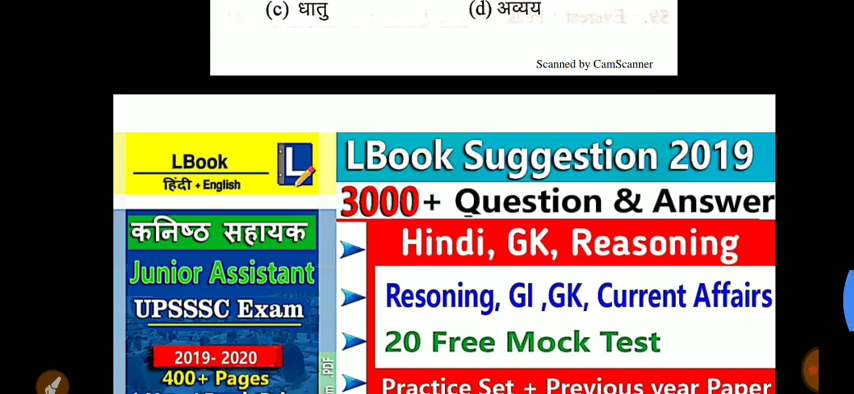 (c) धातु (d) अव्यय
Scanned by CamScanner
LBook
हिंदी + English
LBook Suggestion 2019
3000+ Question & Answer
कनिष्ठ सहायक
Junior Assistant
UPSSSC Exam
2019- 2020
400+ Pages
Hindi, GK, Reasoning
Resoning, GI ,GK, Current Affairs
20 Free Mock Test
Practice Set + Previous year Paper
.PDF